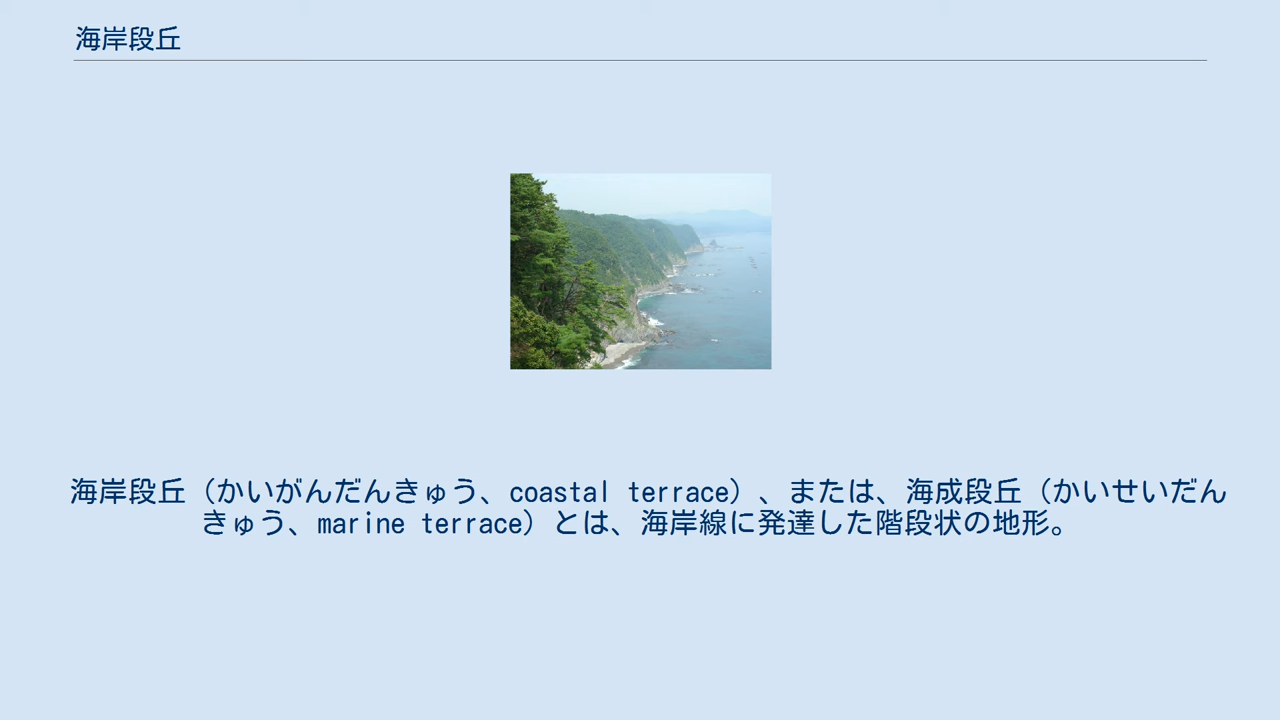 海岸段丘
海岸段丘（かいがんだんきゅう、coastal terrace）、または、海成段丘（かいせいだん
きゅう、marine terrace）とは、海岸線に発達した階段状の地形。